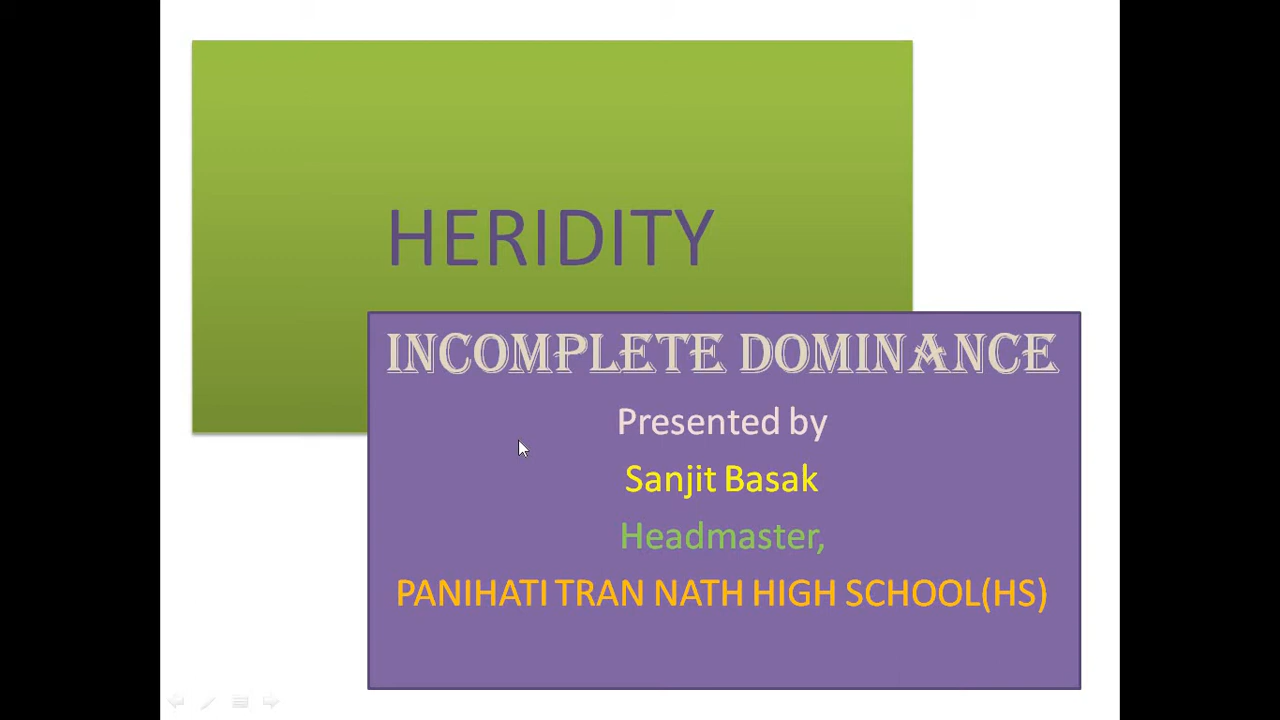 HERIDITY
INCOMPLETE DOMINANCE
Presented by
Sanjit Basak
Headmaster,
PANIHATI TRAN NATH HIGH SCHOOL(HS)